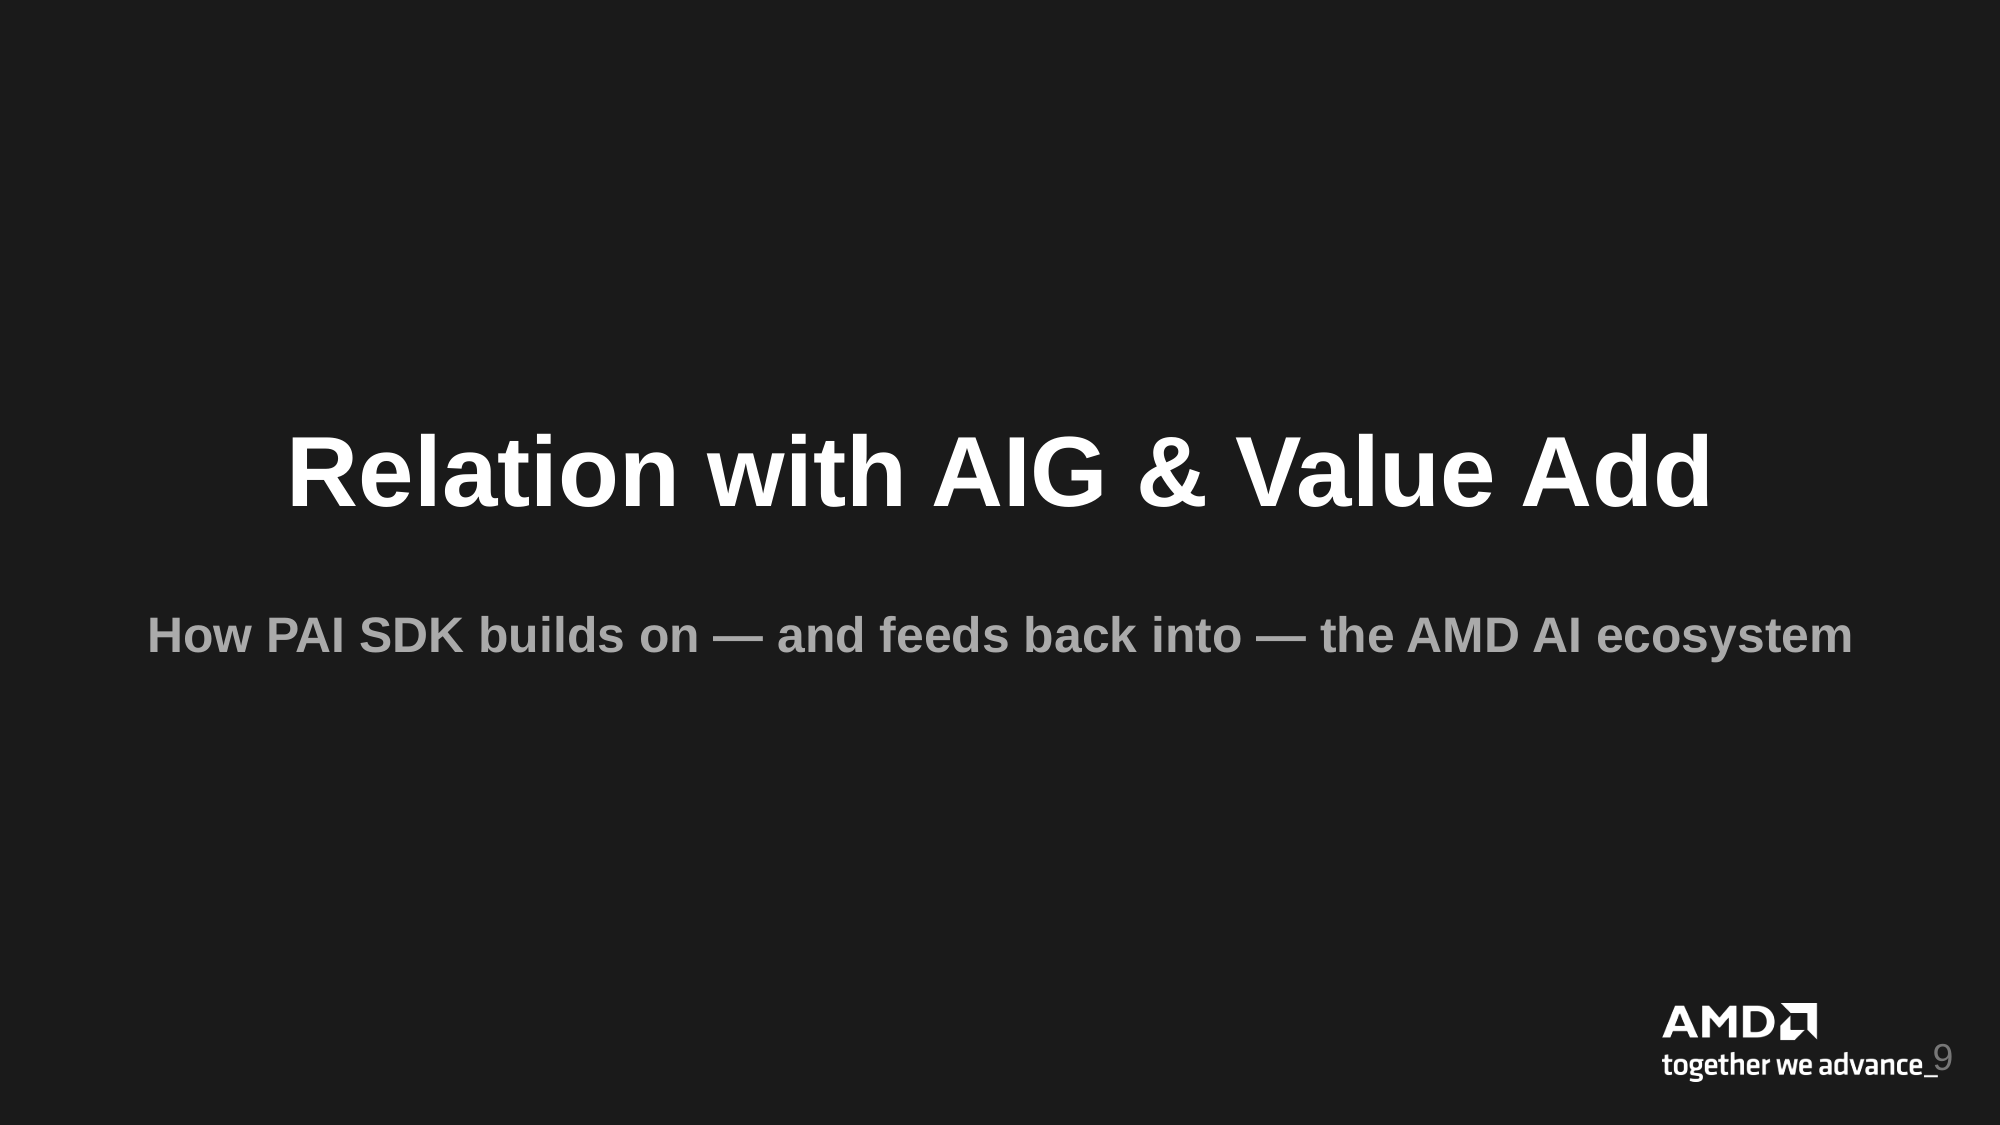 Relation with AIG & Value Add
How PAI SDK builds on — and feeds back into — the AMD AI ecosystem
AMD
together we advance_
9